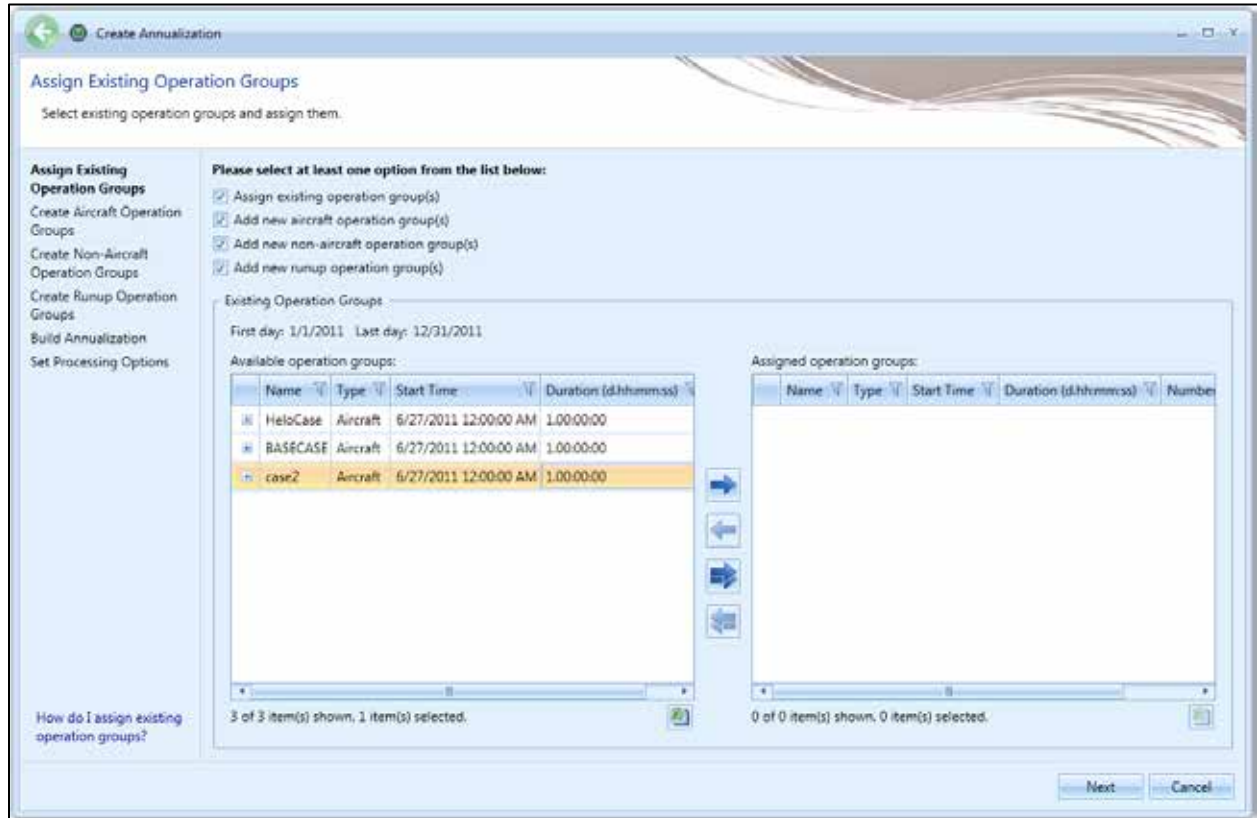 Create Annualization
Assign Existing Operation Groups
Select existing operation groups and assign them.
Assign Existing
Operation Groups
Create Aircraft Operation
Groups
Create Non-Aircraft
Operation Groups
Create Runup Operation
Groups
Build Annualization
Set Processing Options
How do I assign existing
operation groups?
Please select at least one option from the list below:
Assign existing operation group(s)
Add new aircraft operation group(s)
Add new non-aircraft operation group(s)
Add new runup operation group(s)
Existing Operation Groups
First day: 1/1/2011 Last day: 12/31/2011
Available operation groups:
Name Type Start Time Duration (d.hh:mm:ss)
HeloCase Aircraft 6/27/2011 12:00:00 AM 1.00:00:00
BASECASE Aircraft 6/27/2011 12:00:00 AM 1.00:00:00
case2 Aircraft 6/27/2011 12:00:00 AM 1.00:00:00
3 of 3 item(s) shown, 1 item(s) selected.
Assigned operation groups:
Name Type Start Time Duration (d.hh:mm:ss) Number
0 of 0 item(s) shown, 0 item(s) selected.
Next Cancel